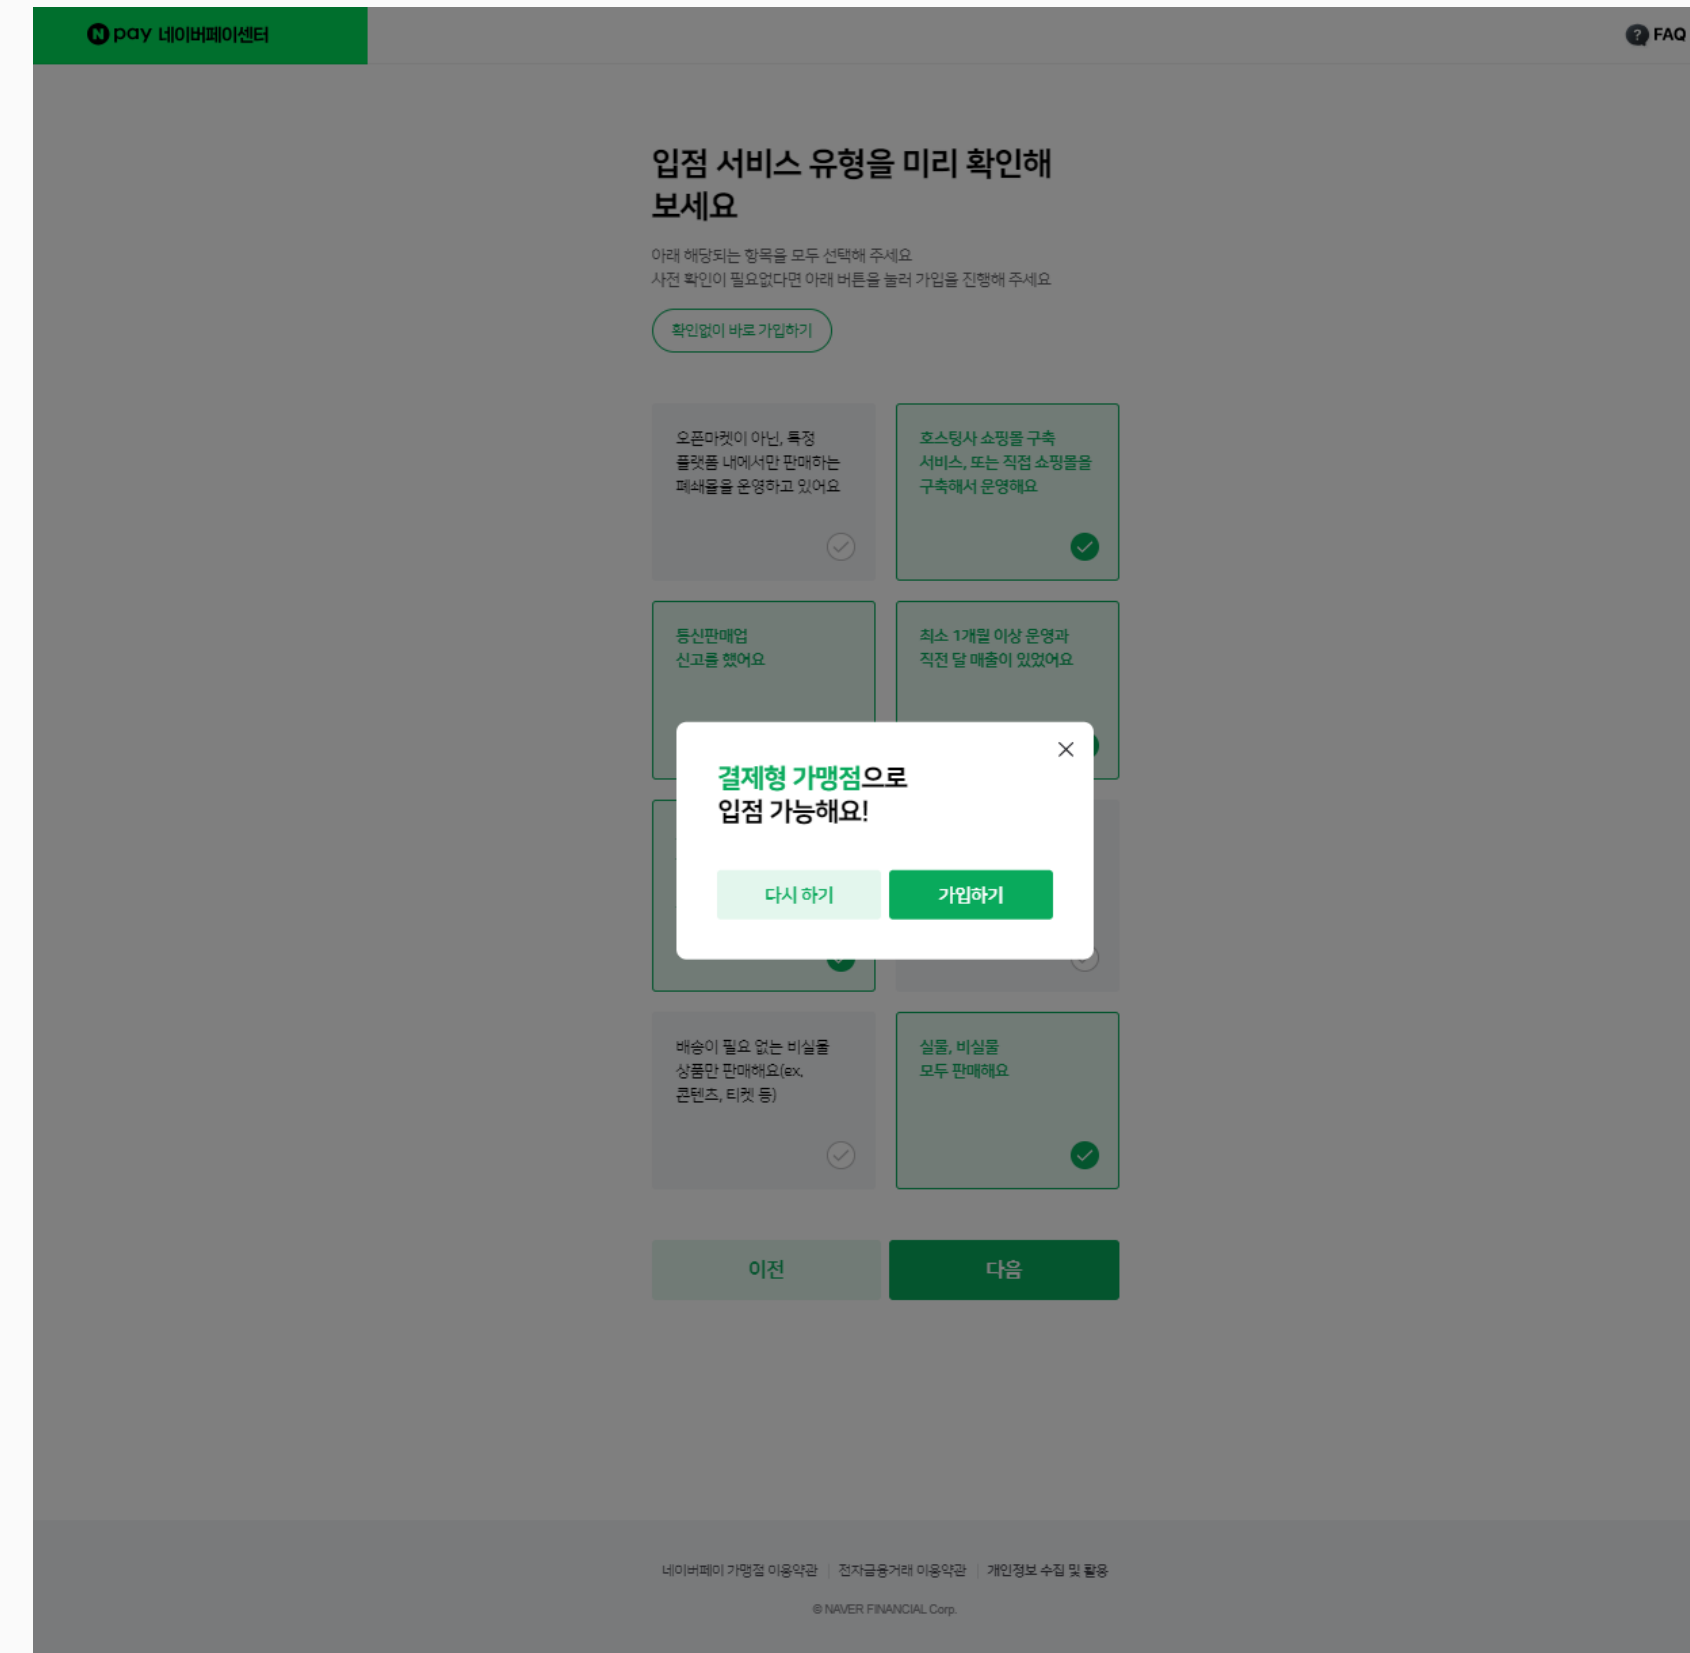 N pay 네이버페이센터
? FAQ
입점 서비스 유형을 미리 확인해
보세요
아래 해당되는 항목을 모두 선택해 주세요
사전 확인이 필요없다면 아래 버튼을 눌러 가입을 진행해 주세요
확인없이 바로 가입하기
오픈마켓이 아닌, 특정
플랫폼 내에서만 판매하는
폐쇄몰을 운영하고 있어요
호스팅사 쇼핑몰 구축
서비스, 또는 직접 쇼핑몰을
구축해서 운영해요
통신판매업
신고를 했어요
최소 1개월 이상 운영과
직전 달 매출이 있었어요
결제형 가맹점으로
입점 가능해요!
다시 하기
가입하기
배송이 필요 없는 비실물
상품만 판매해요(ex.
콘텐츠, 티켓 등)
실물, 비실물
모두 판매해요
이전
다음
네이버페이 가맹점 이용약관
전자금융거래 이용약관
개인정보 수집 및 활용
© NAVER FINANCIAL Corp.